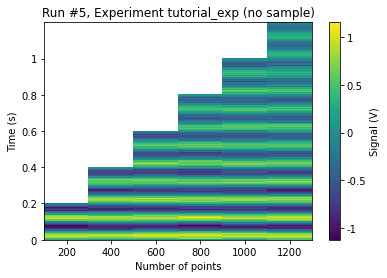 Run #5, Experiment tutorial_exp (no sample)
Time (s)
1
0.8
0.6
0.4
0.2
0
200 400 600 800 1000 1200
Number of points
1
0.5
0
-0.5
-1
Signal (V)